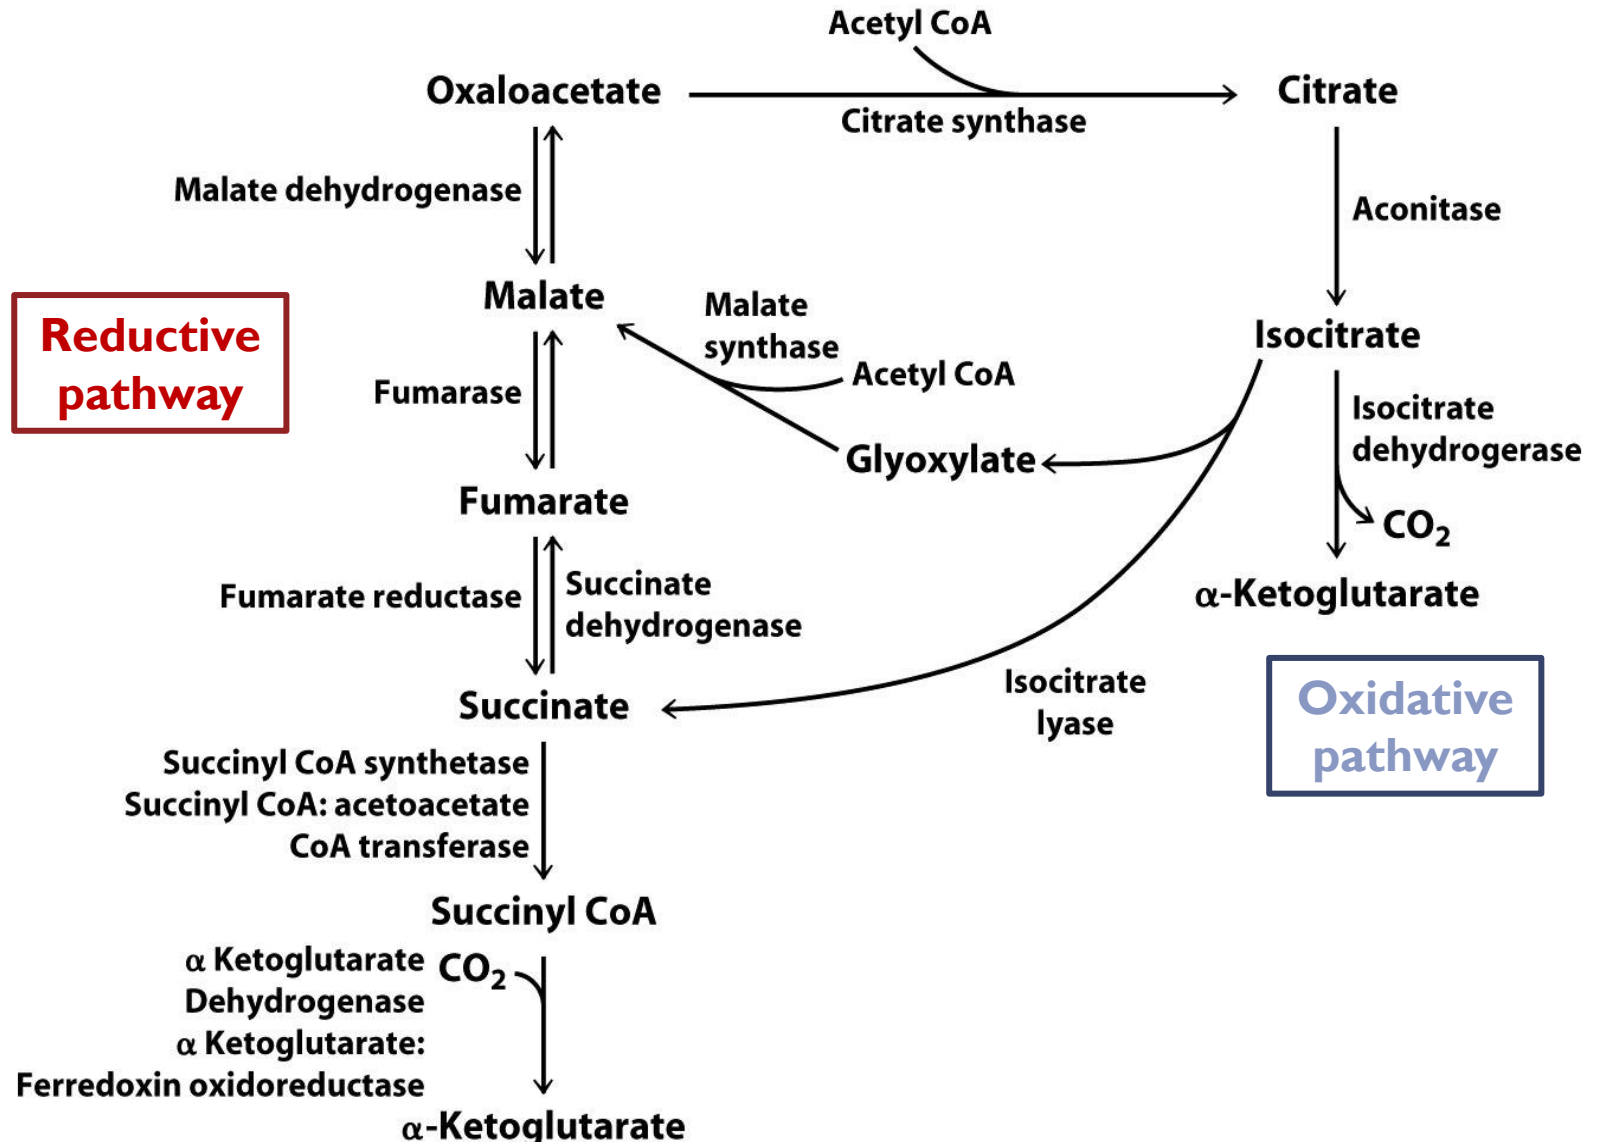 Acetyl CoA
Oxaloacetate
Citrate
Citrate synthase
Malate dehydrogenase
Aconitase
Malate
Malate
synthase
Acetyl CoA
Isocitrate
Reductive
pathway
Fumarase
Isocitrate
dehydrogerase
Glyoxylate
CO₂
Fumarate
Fumarate reductase
Succinate
dehydrogenase
α-Ketoglutarate
Isocitrate
lyase
Oxidative
pathway
Succinate
Succinyl CoA synthetase
Succinyl CoA: acetoacetate
CoA transferase
Succinyl CoA
α Ketoglutarate
Dehydrogenase
α Ketoglutarate:
Ferredoxin oxidoreductase
CO₂
α-Ketoglutarate